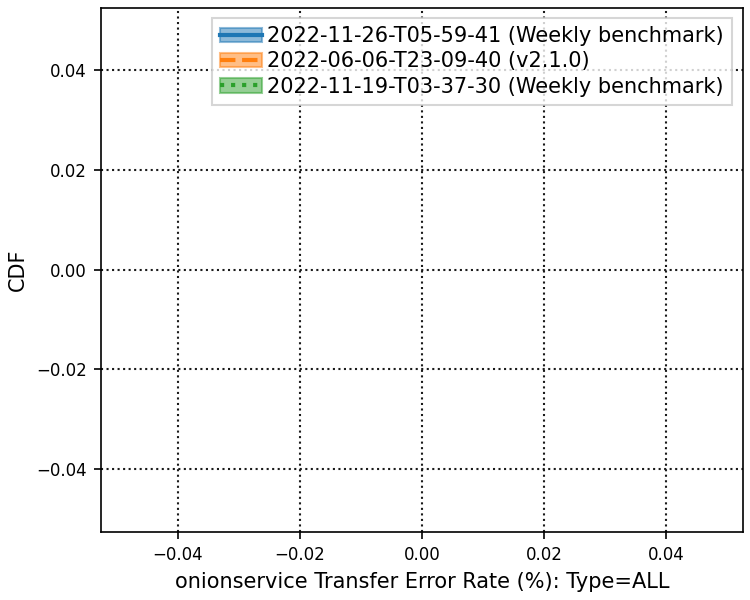 2022-11-26-T05-59-41 (Weekly benchmark)
2022-06-06-T23-09-40 (v2.1.0)
2022-11-19-T03-37-30 (Weekly benchmark)
0.04
0.02
0.00
−0.02
−0.04
CDF
−0.04 −0.02 0.00 0.02 0.04
onionservice Transfer Error Rate (%): Type=ALL